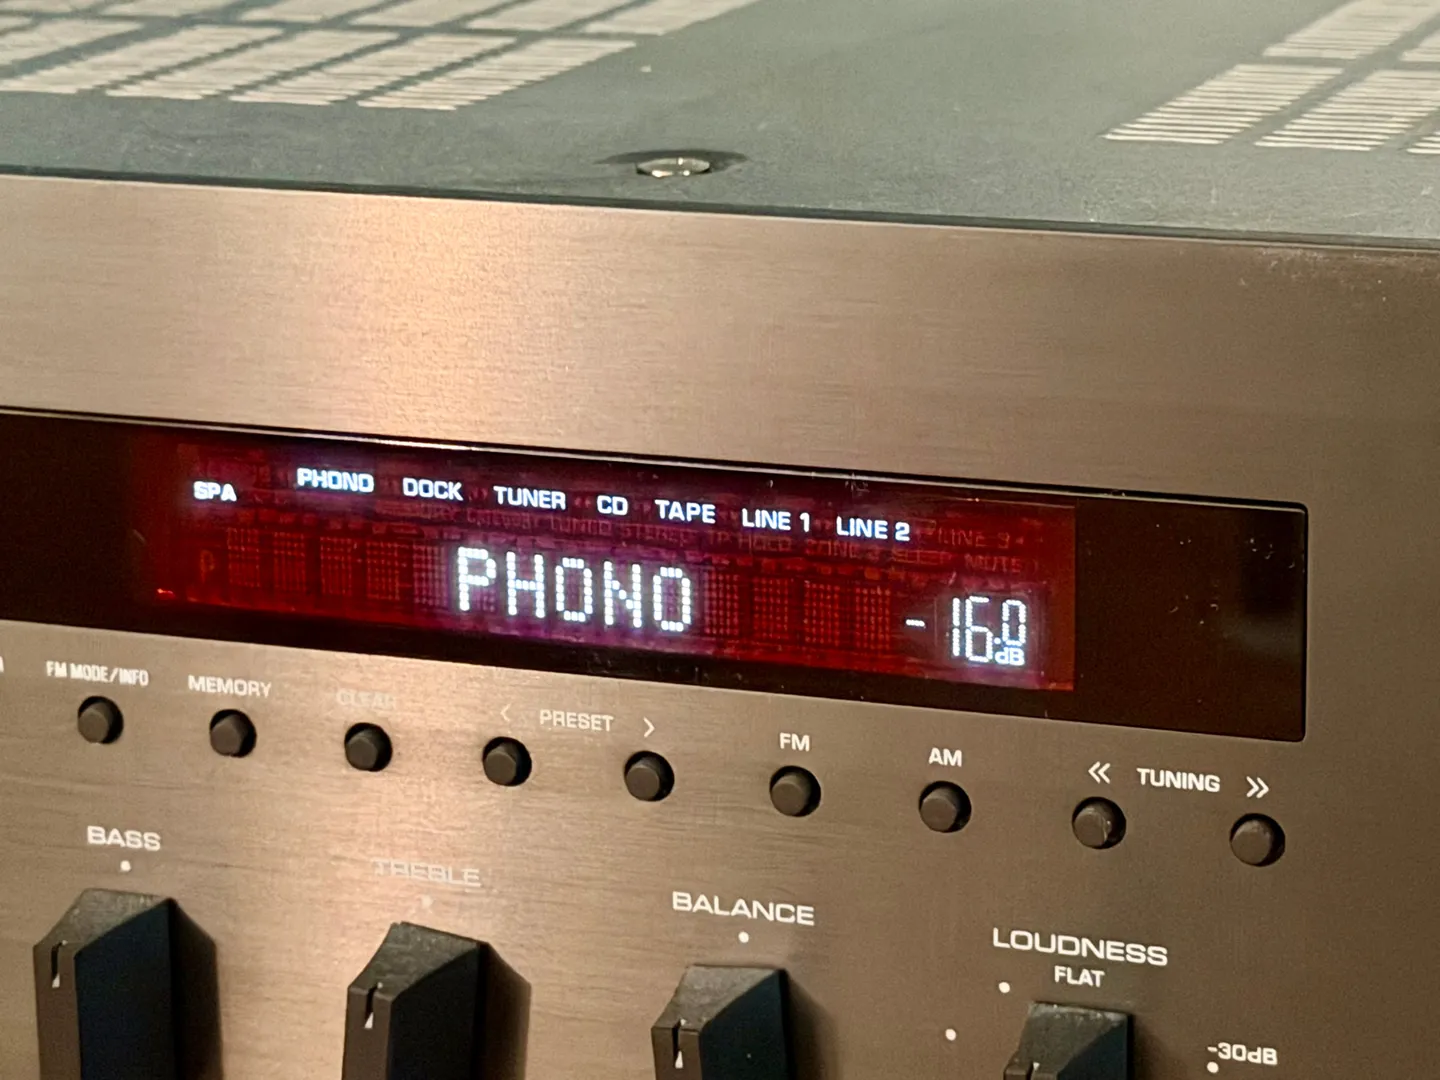 SPA PHONO DOCK TUNER CD TAPE LINE 1 LINE 2
PHONO -16.0 dB
FM MODE/INFO MEMORY CLEAR < PRESET > FM AM << TUNING >>
BASS TREBLE BALANCE LOUDNESS
FLAT
-30dB